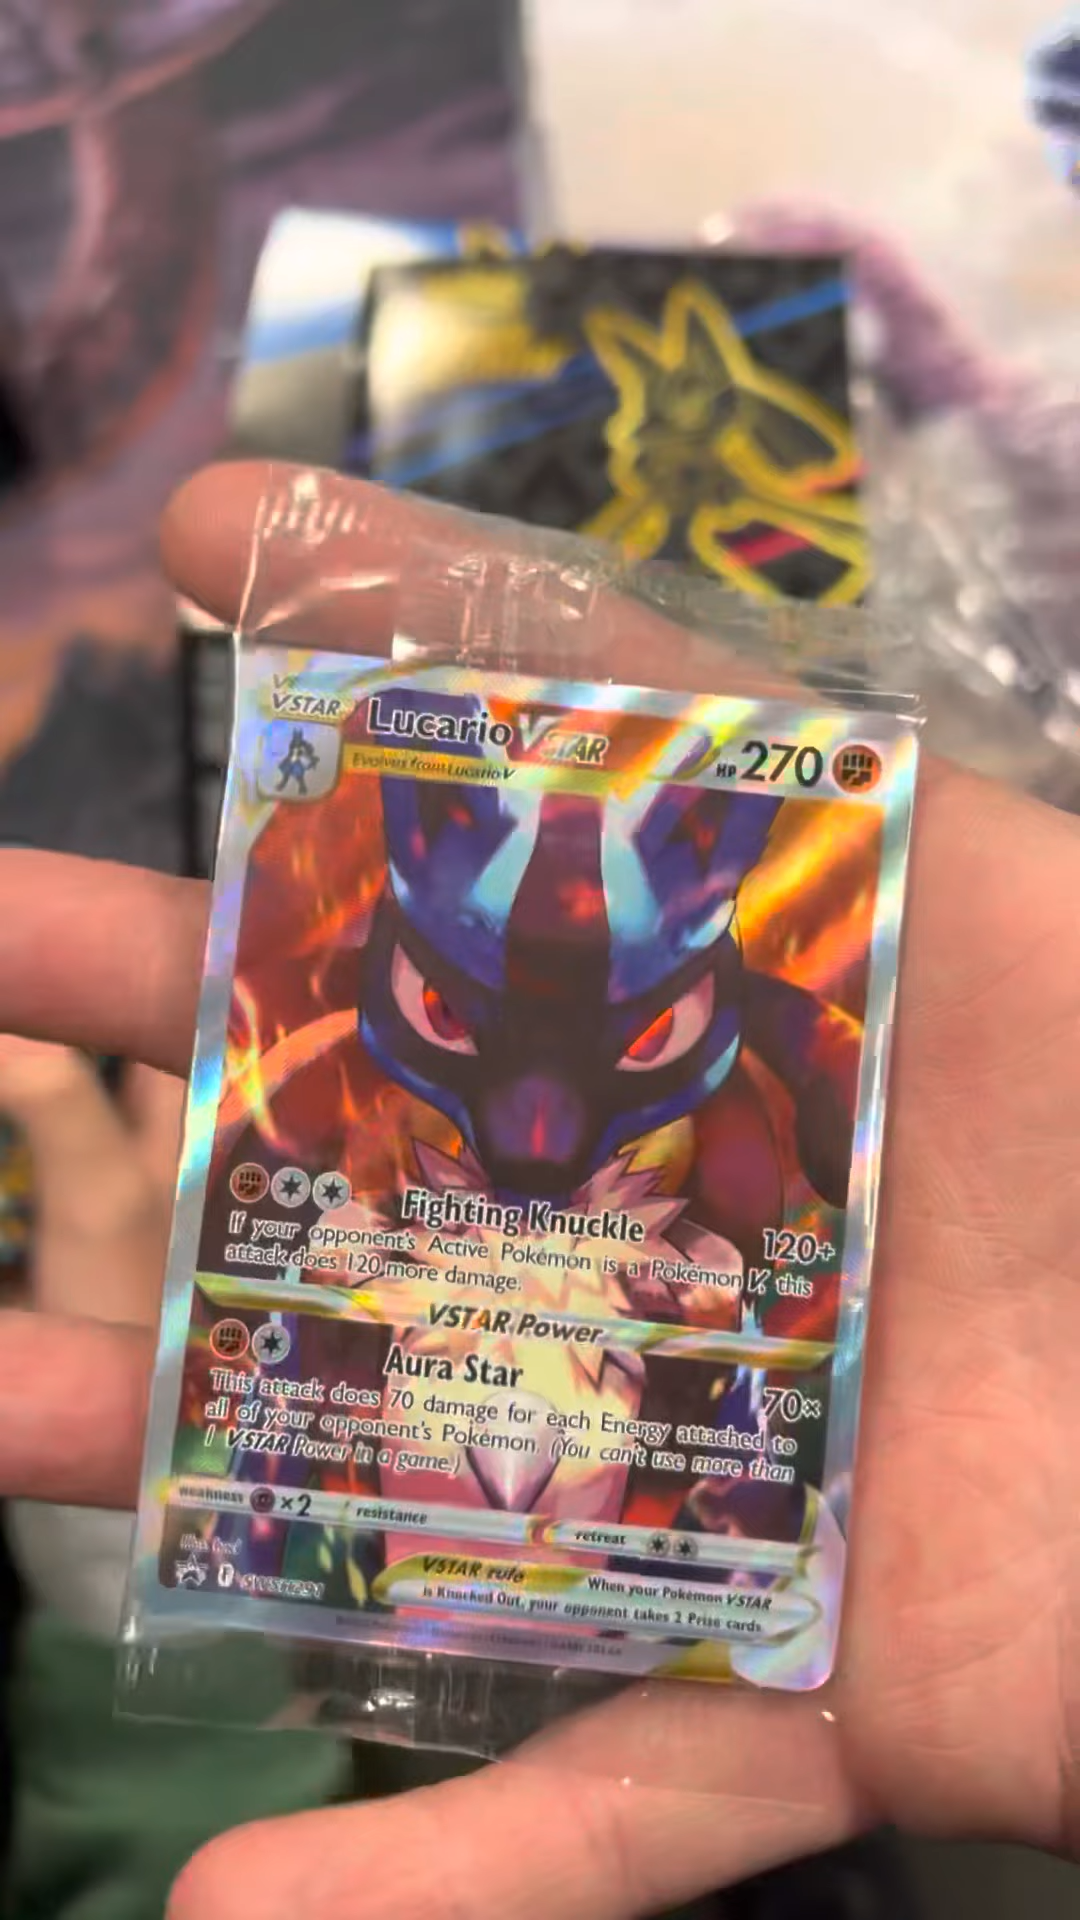 VSTAR
Lucario VSTAR
HP 270
Evolves from Lucario V
Fighting Knuckle
120+
If your opponent's Active Pokémon is a Pokémon V, this
attack does 120 more damage.
VSTAR Power
Aura Star
70×
This attack does 70 damage for each Energy attached to
all of your opponent's Pokémon. (You can't use more than
1 VSTAR Power in a game.)
weakness ×2 resistance
retreat
VSTAR rule
When your Pokémon VSTAR
is Knocked Out, your opponent takes 2 Prize cards.
F SWSH291